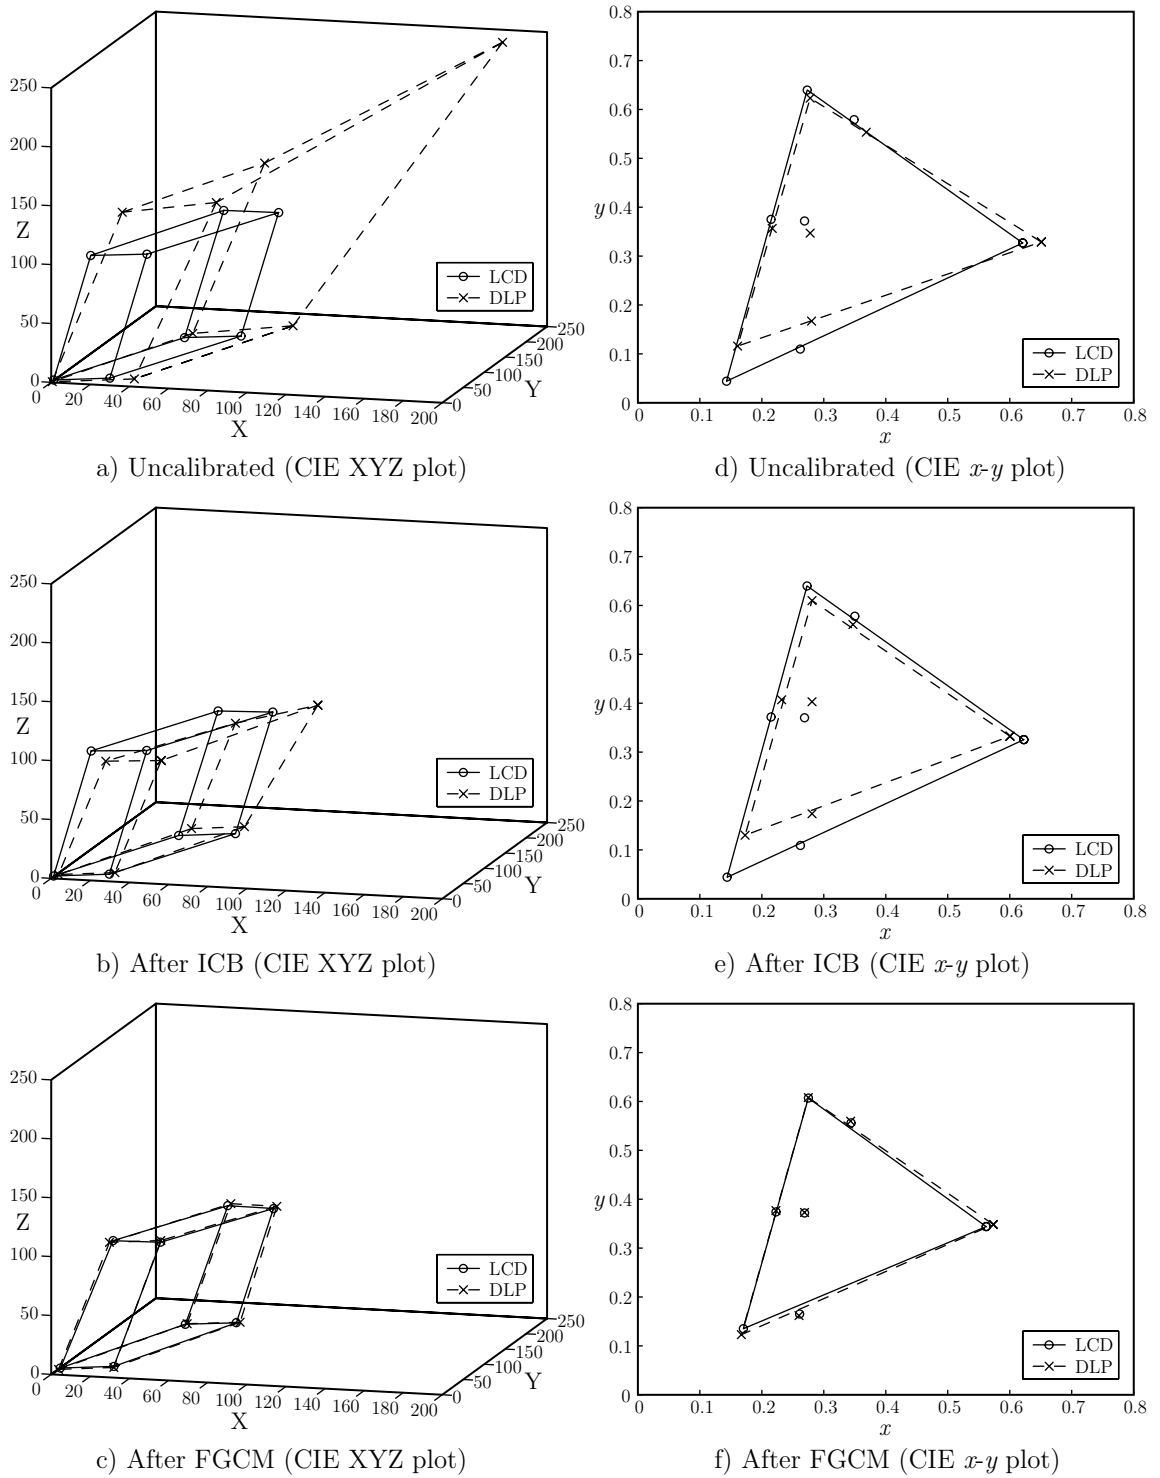 250
200
150
Z
100
50
0
0
20
40
60
80
100
120
140
160
180
200
X
0
50
100
150
200
250
Y
LCD
DLP
a) Uncalibrated (CIE XYZ plot)
0.8
0.7
0.6
0.5
y 0.4
0.3
0.2
0.1
0
0 0.1 0.2 0.3 0.4 0.5 0.6 0.7 0.8
x
LCD
DLP
d) Uncalibrated (CIE x-y plot)
250
200
150
Z
100
50
0
0
20
40
60
80
100
120
140
160
180
200
X
0
50
100
150
200
250
Y
LCD
DLP
b) After ICB (CIE XYZ plot)
0.8
0.7
0.6
0.5
y 0.4
0.3
0.2
0.1
0
0 0.1 0.2 0.3 0.4 0.5 0.6 0.7 0.8
x
LCD
DLP
e) After ICB (CIE x-y plot)
250
200
150
Z
100
50
0
0
20
40
60
80
100
120
140
160
180
200
X
0
50
100
150
200
250
Y
LCD
DLP
c) After FGCM (CIE XYZ plot)
0.8
0.7
0.6
0.5
y 0.4
0.3
0.2
0.1
0
0 0.1 0.2 0.3 0.4 0.5 0.6 0.7 0.8
x
LCD
DLP
f) After FGCM (CIE x-y plot)